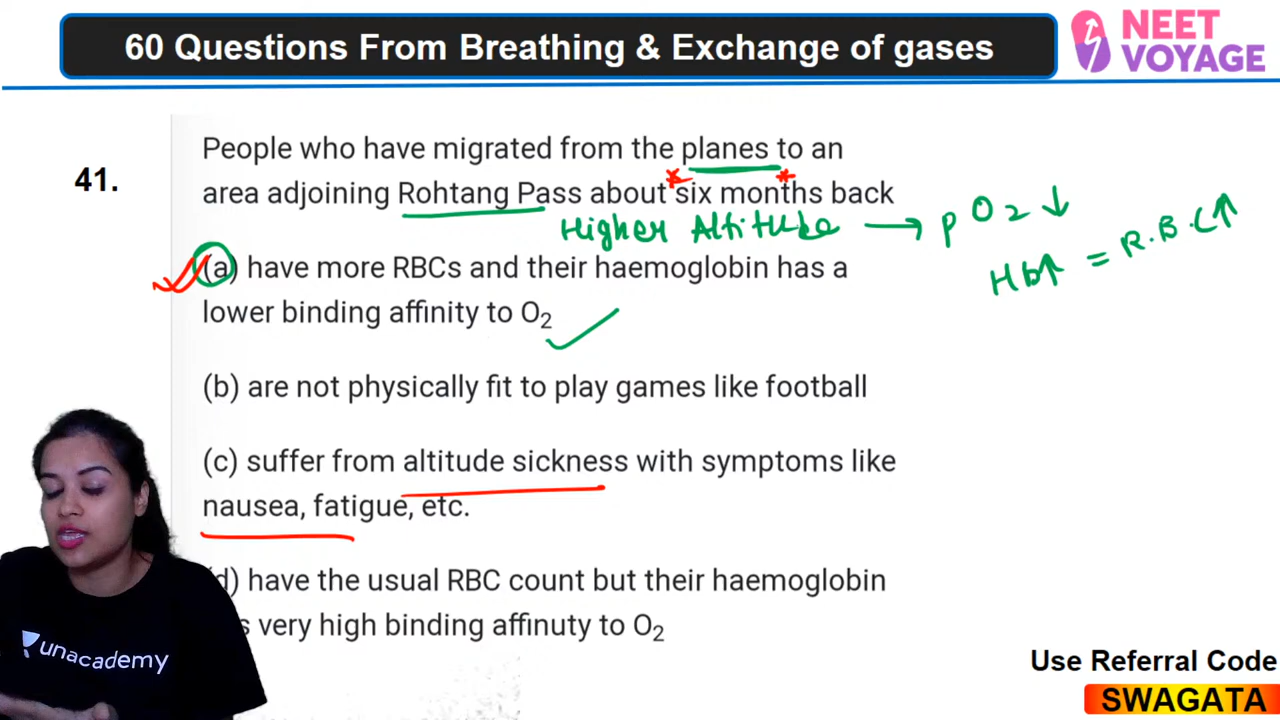 60 Questions From Breathing & Exchange of gases
NEET
VOYAGE
41.
People who have migrated from the planes to an
area adjoining Rohtang Pass about six months back
Higher Altitude → pO2 ↓
Hb↑ = R.B.C↑
(a) have more RBCs and their haemoglobin has a
lower binding affinity to O2
(b) are not physically fit to play games like football
(c) suffer from altitude sickness with symptoms like
nausea, fatigue, etc.
d) have the usual RBC count but their haemoglobin
s very high binding affinuty to O2
unacademy
Use Referral Code
SWAGATA